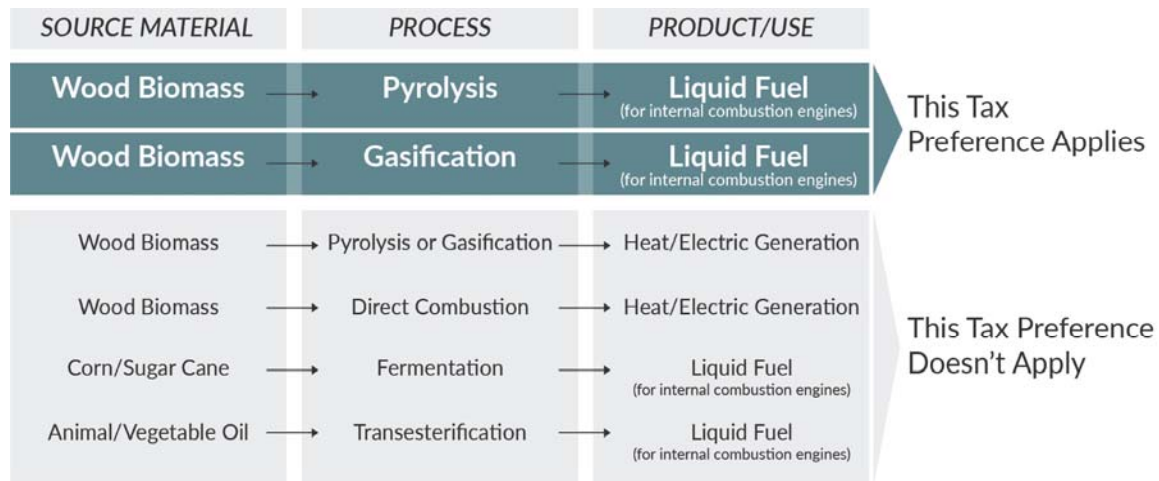 SOURCE MATERIAL PROCESS PRODUCT/USE
Wood Biomass Pyrolysis Liquid Fuel
(for internal combustion engines)
Wood Biomass Gasification Liquid Fuel
(for internal combustion engines)
This Tax
Preference Applies
Wood Biomass Pyrolysis or Gasification Heat/Electric Generation
Wood Biomass Direct Combustion Heat/Electric Generation
Corn/Sugar Cane Fermentation Liquid Fuel
(for internal combustion engines)
Animal/Vegetable Oil Transesterification Liquid Fuel
(for internal combustion engines)
This Tax Preference
Doesn't Apply